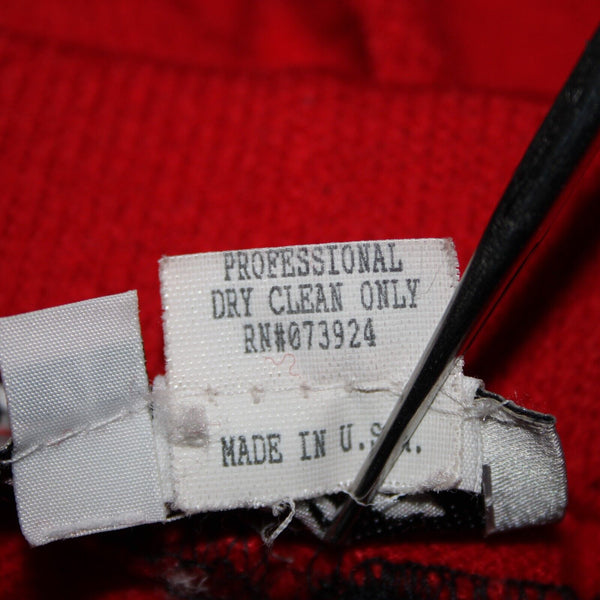 PROFESSIONAL
DRY CLEAN ONLY
RN#073924
MADE IN U.S.A.